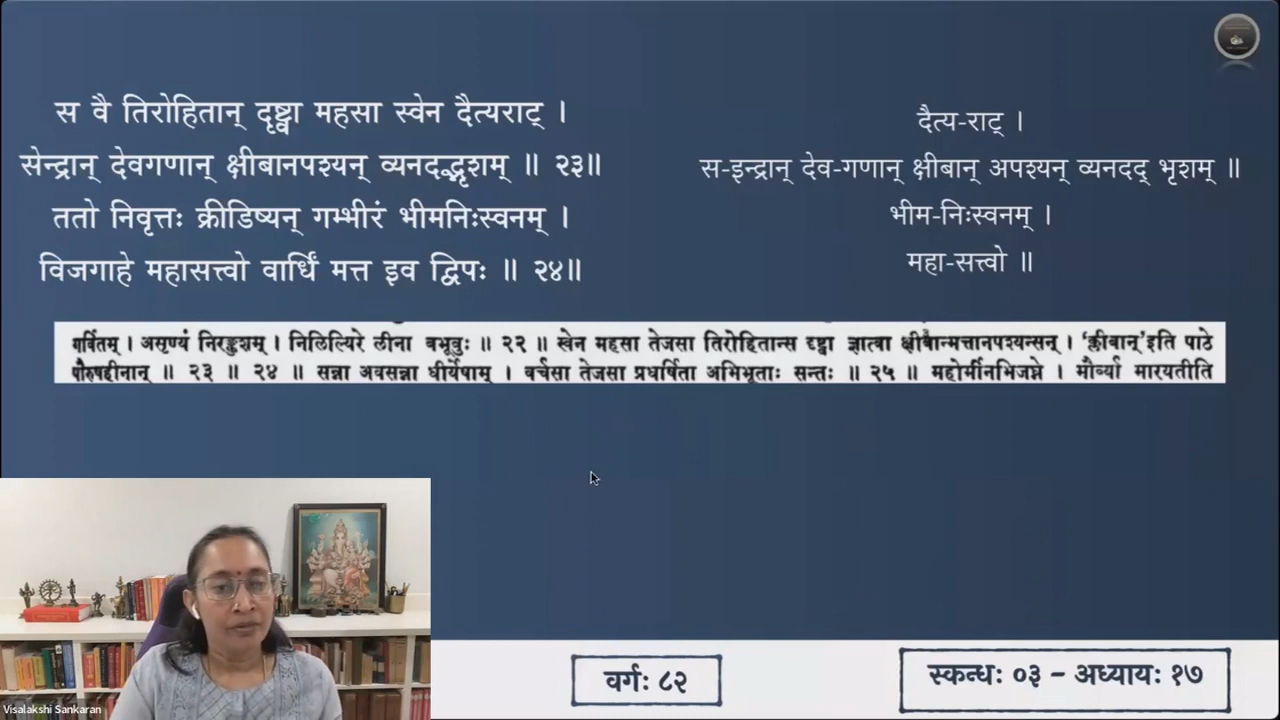 स वै तिरोहितान् दृष्ट्वा महसा स्वेन दैत्यराट् ।
सेन्द्रान् देवगणान् क्षीबानपश्यन् व्यनदद्भृशम् ॥ २३॥
ततो निवृत्तः क्रीडिष्यन् गम्भीरं भीमनिःस्वनम् ।
विजगाहे महासत्त्वो वार्धिं मत्त इव द्विपः ॥ २४॥
दैत्य-राट् ।
स-इन्द्रान् देव-गणान् क्षीबान् अपश्यन् व्यनदद् भृशम् ॥
भीम-निःस्वनम् ।
महा-सत्त्वो ॥
गर्वितम् । असृण्यं निरङ्कुशम् । निलिल्यिरे लीना बभूवुः ॥ २२ ॥ स्वेन महसा तेजसा तिरोहितान्स दृष्ट्वा ज्ञात्वा क्षीबान्मत्तानपश्यन्सन् । ‘क्लीबान्’ इति पाठे
पौरुषहीनान् ॥ २३ ॥ २४ ॥ सन्ना अवसन्ना धीर्येषाम् । वर्चसा तेजसा प्रधर्षिता अभिभूताः सन्तः ॥ २५ ॥ महोर्मीनभिजघ्ने । मौर्व्या मारयतीति
Visalakshi Sankaran
वर्गः ८२
स्कन्धः ०३ – अध्यायः १७